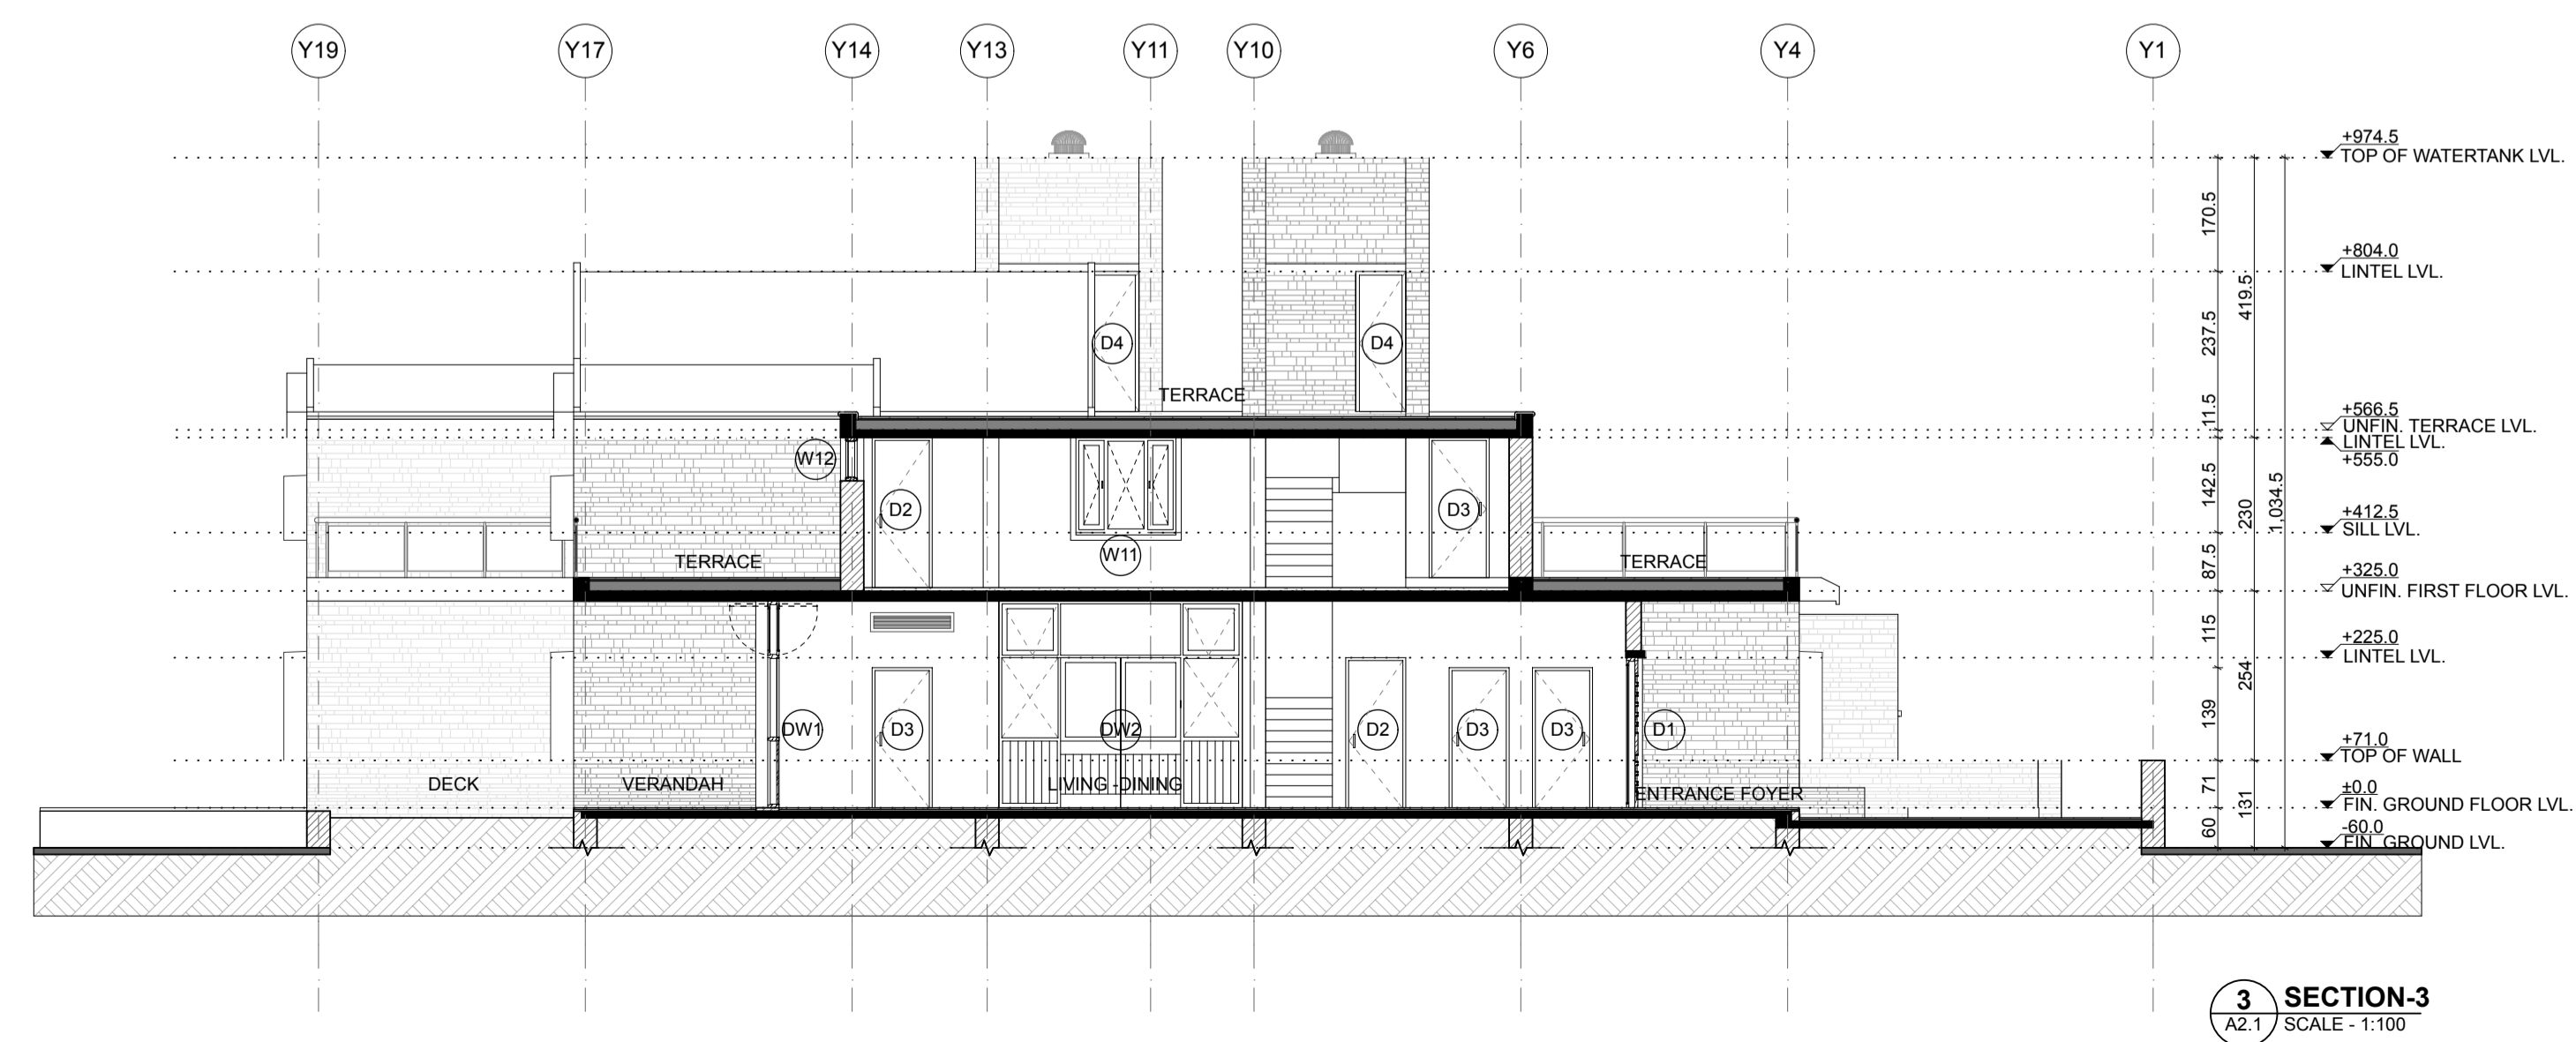 Y19 Y17 Y14 Y13 Y11 Y10 Y6 Y4 Y1
+974.5
TOP OF WATERTANK LVL.
170.5
+804.0
LINTEL LVL.
419.5
237.5
D4 D4
TERRACE
+566.5
UNFIN. TERRACE LVL.
11.5
LINTEL LVL.
+555.0
W12
142.5
D2 D3
230
1,034.5
+412.5
SILL LVL.
W11
TERRACE TERRACE
87.5
+325.0
UNFIN. FIRST FLOOR LVL.
115
+225.0
LINTEL LVL.
254
139
DW1 D3 DW2 D2 D3 D3 D1
+71.0
TOP OF WALL
DECK VERANDAH LIVING -DINING ENTRANCE FOYER
71
±0.0
FIN. GROUND FLOOR LVL.
131
60
-60.0
FIN. GROUND LVL.
3 SECTION-3
A2.1 SCALE - 1:100